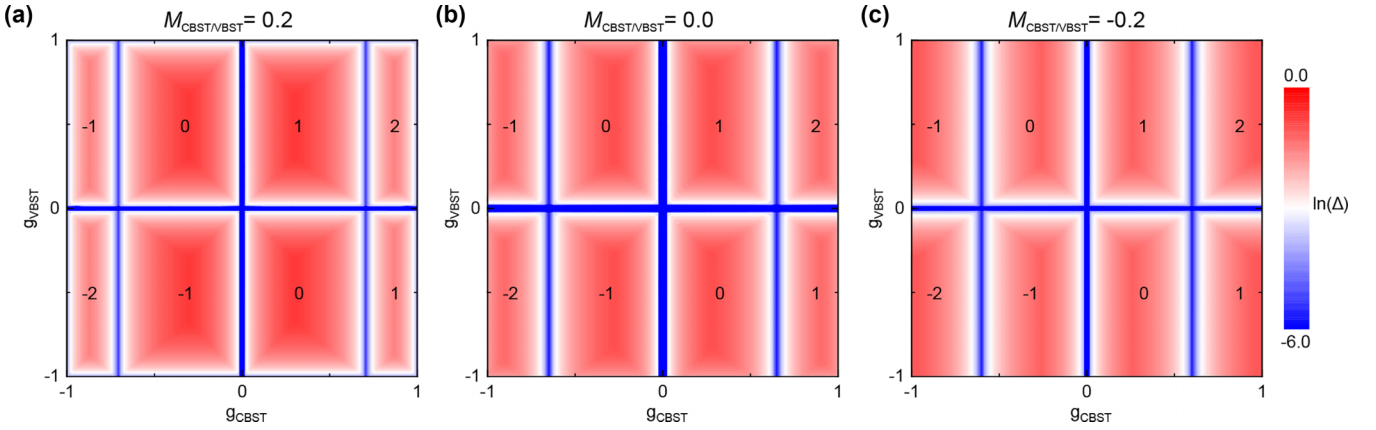 (a) M_CBST/VBST = 0.2
1
-1 0 1 2
0
g_VBST
-2 -1 0 1
-1
-1 0 1
g_CBST
(b) M_CBST/VBST = 0.0
1
-1 0 1 2
0
g_VBST
-2 -1 0 1
-1
-1 0 1
g_CBST
(c) M_CBST/VBST = -0.2
1
-1 0 1 2
0
g_VBST
-2 -1 0 1
-1
-1 0 1
g_CBST
0.0
ln(Δ)
-6.0